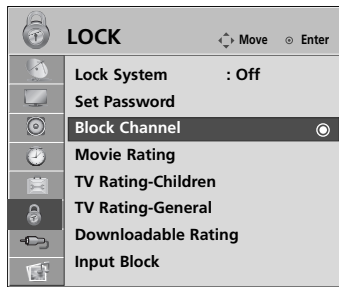 LOCK Move Enter
Lock System : Off
Set Password
Block Channel
Movie Rating
TV Rating-Children
TV Rating-General
Downloadable Rating
Input Block